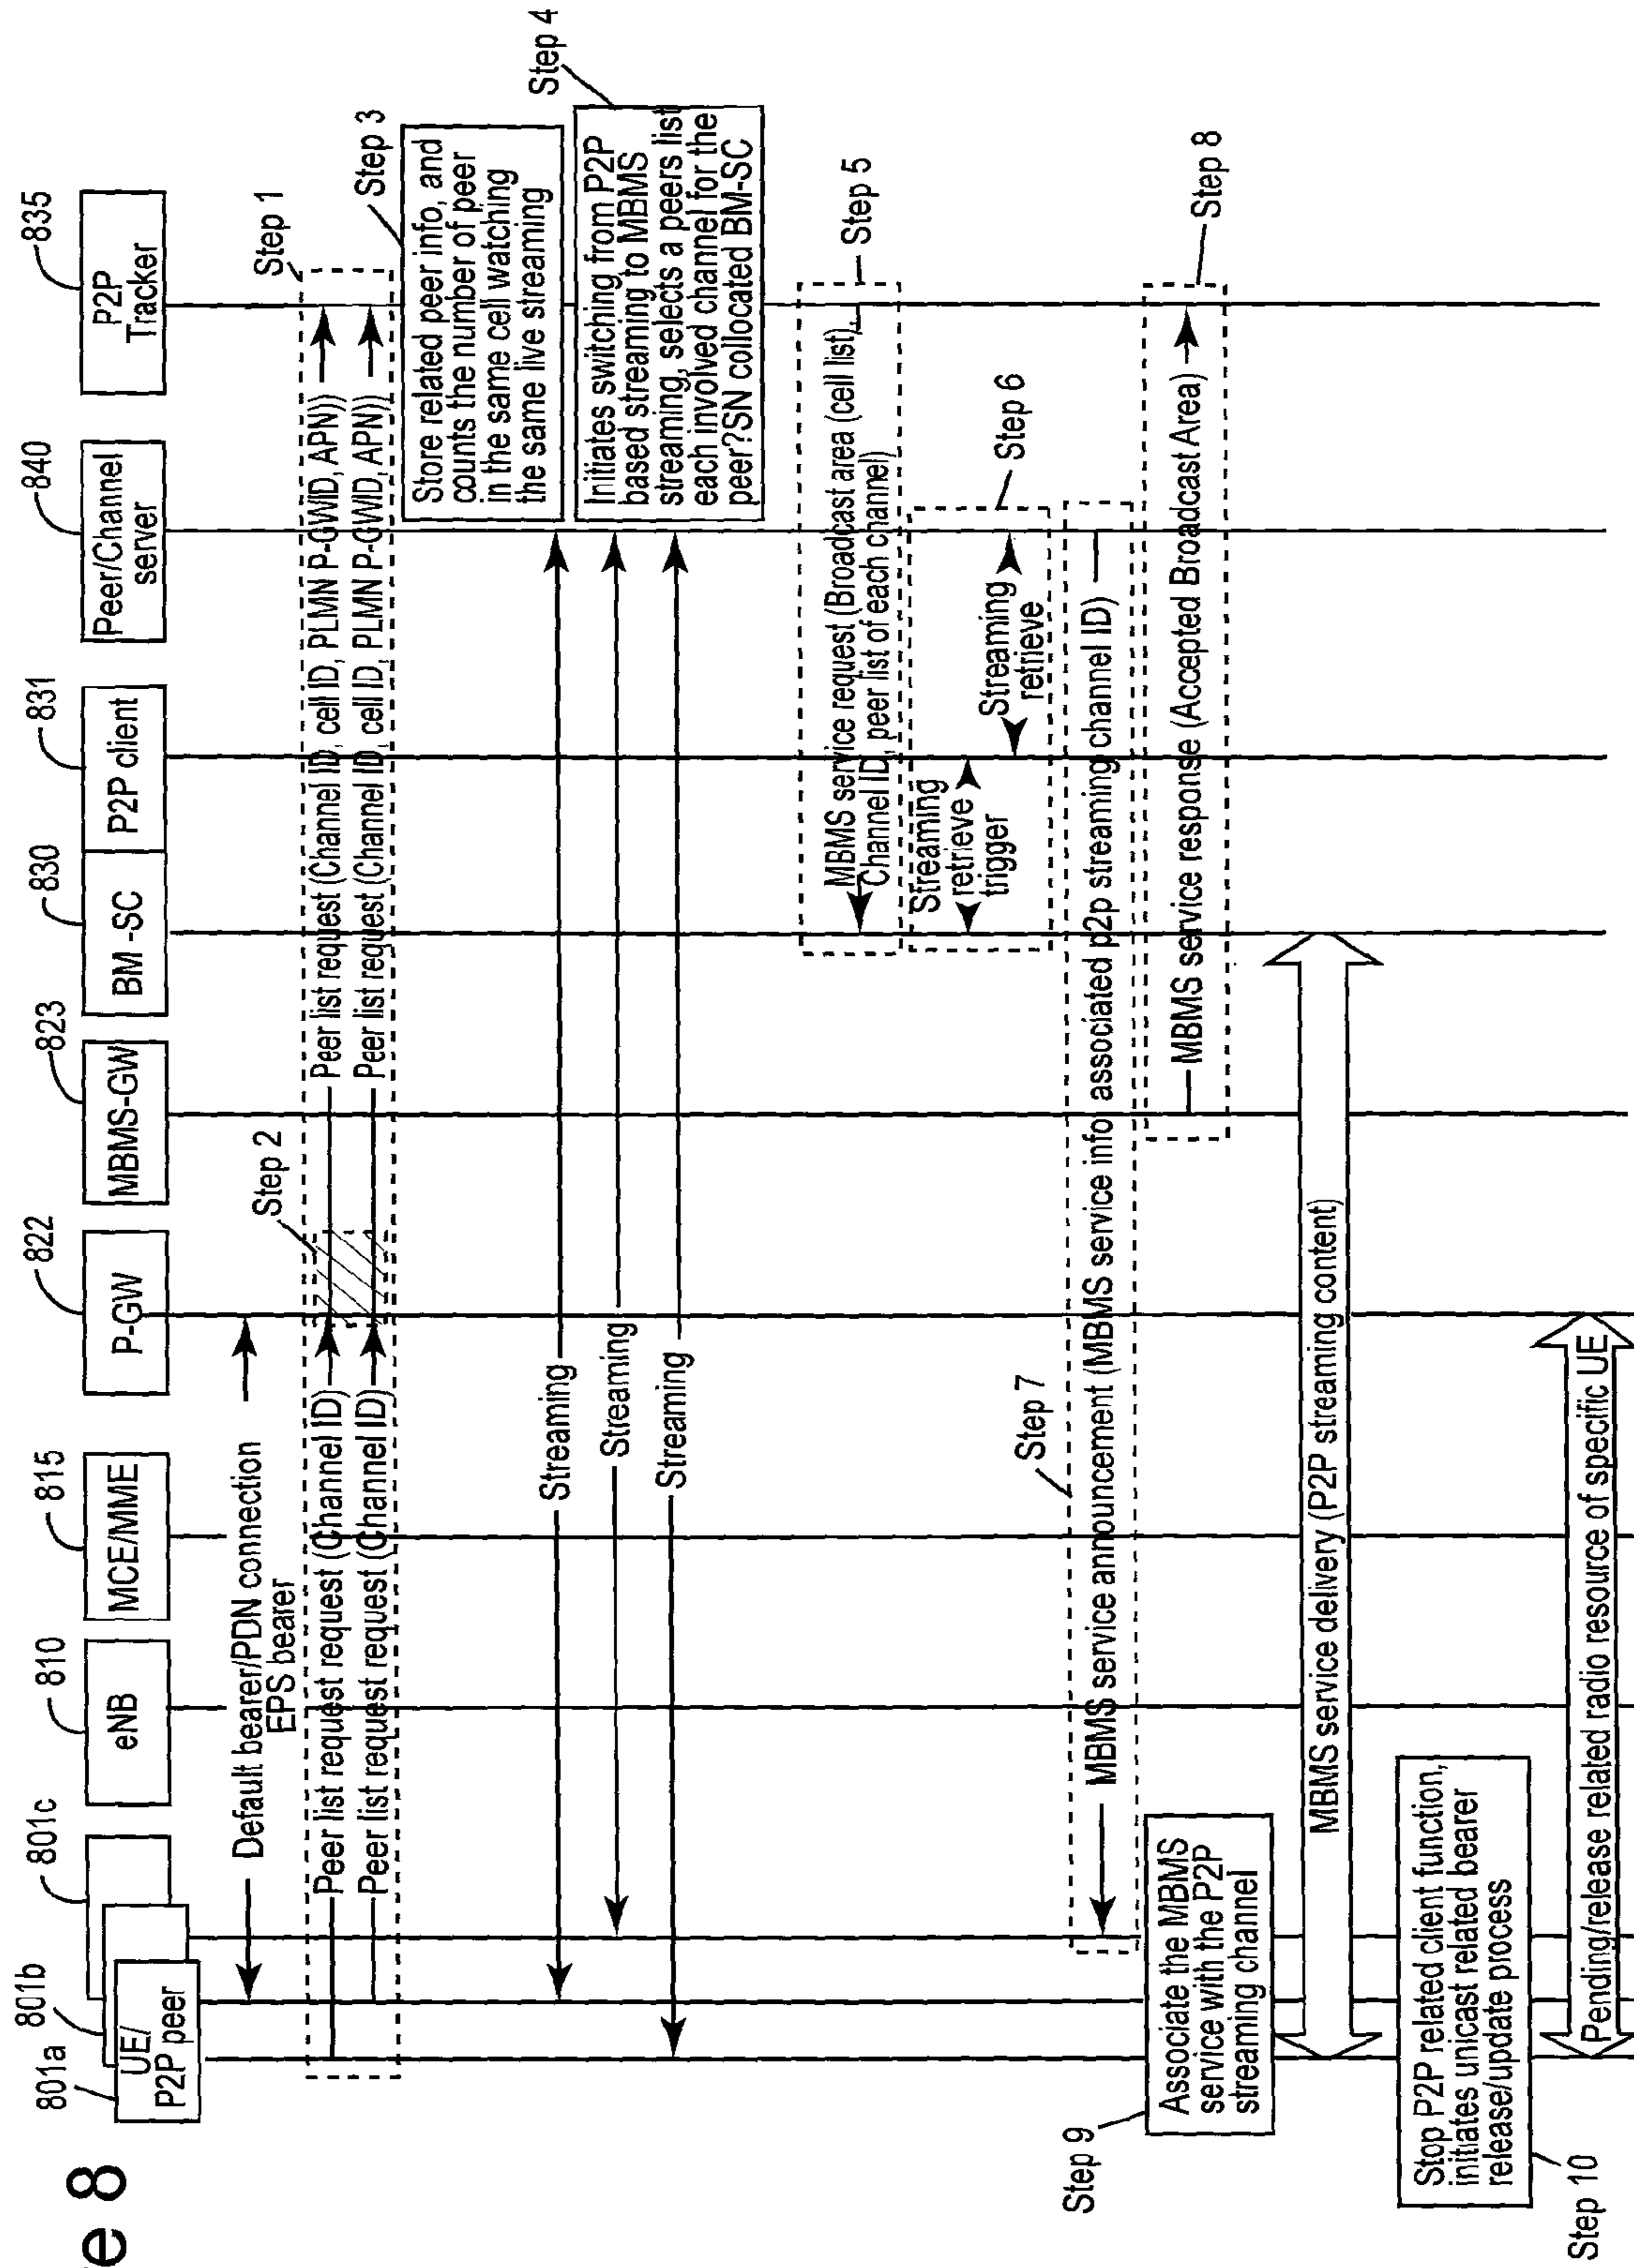 e 8
801a
801b
801c
UE/
P2P peer
810
eNB
815
MCE/MME
822
P-GW
823
MBMS-GW
830
BM -SC
831
P2P client
840
Peer/Channel
server
835
P2P
Tracker
Default bearer/PDN connection
EPS bearer
Step 1
Step 2
Peer list request request (Channel ID)
Peer list request (Channel ID, cell ID, PLMN P-GWID, APN))
Peer list request request (Channel ID)
Peer list request (Channel ID, cell ID, PLMN P-GWID, APN))
Step 3
Store related peer info, and
counts the number of peer
in the same cell watching
the same live streaming
Step 4
Initiates switching from P2P
based streaming to MBMS
streaming, selects a peers list
each involved channel for the
peer?SN collocated BM-SC
Streaming
Streaming
Streaming
Step 5
MBMS service request (Broadcast area (cell list),
Channel ID, peer list of each channel)
Step 6
Streaming
retrieve
trigger
Streaming
retrieve
Step 7
MBMS service announcement (MBMS service info, associated p2p streaming channel ID)
Step 8
MBMS service response (Accepted Broadcast Area)
Step 9
Associate the MBMS
service with the P2P
streaming channel
MBMS service delivery (P2P streaming content)
Step 10
Stop P2P related client function,
initiates unicast related bearer
release/update process
Pending/release related radio resource of specific UE